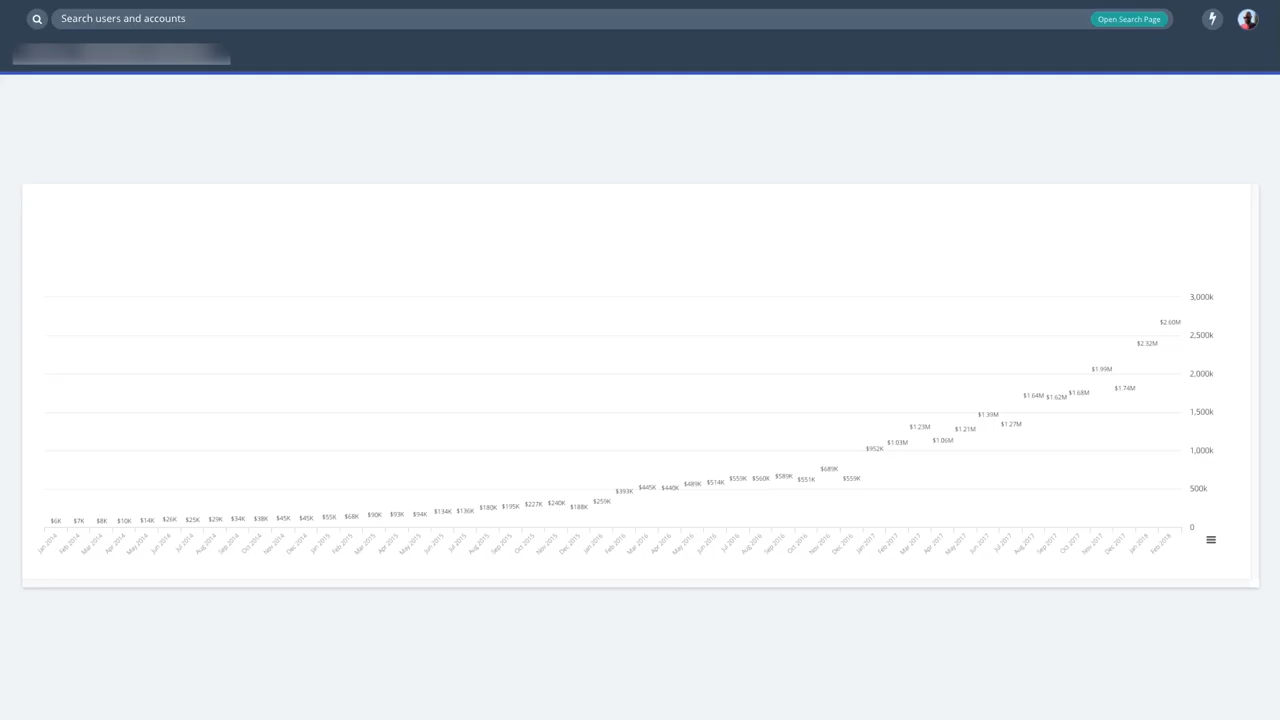 Search users and accounts
Open Search Page
3,000k
$2.60M
2,500k
$2.32M
$1.99M
2,000k
$1.74M
$1.64M $1.62M $1.68M
1,500k
$1.39M
$1.27M
$1.23M
$1.21M
$1.06M
$1.03M
$952K
1,000k
$689K
$559K $560K $589K $551K $559K
$393K $445K $440K $489K $514K
500k
$134K $136K $180K $195K $227K $240K $188K $259K
$6K $7K $8K $10K $14K $26K $25K $29K $34K $38K $45K $45K $55K $68K $90K $93K $94K
0
Jan 2014 Feb 2014 Mar 2014 Apr 2014 May 2014 Jun 2014 Jul 2014 Aug 2014 Sep 2014 Oct 2014 Nov 2014 Dec 2014 Jan 2015 Feb 2015 Mar 2015 Apr 2015 May 2015 Jun 2015 Jul 2015 Aug 2015 Sep 2015 Oct 2015 Nov 2015 Dec 2015 Jan 2016 Feb 2016 Mar 2016 Apr 2016 May 2016 Jun 2016 Jul 2016 Aug 2016 Sep 2016 Oct 2016 Nov 2016 Dec 2016 Jan 2017 Feb 2017 Mar 2017 Apr 2017 May 2017 Jun 2017 Jul 2017 Aug 2017 Sep 2017 Oct 2017 Nov 2017 Dec 2017 Jan 2018 Feb 2018